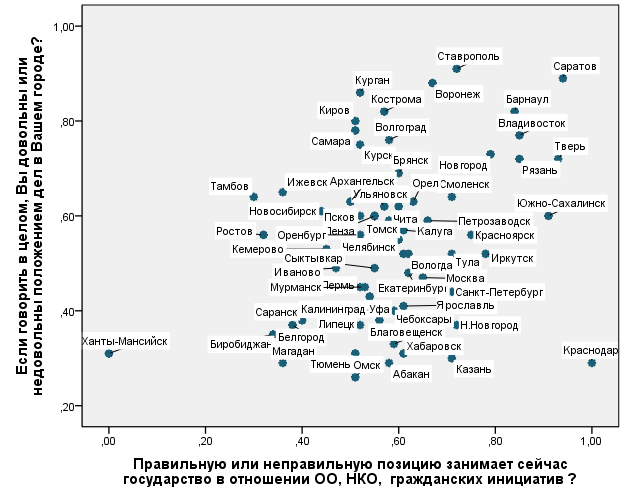 Если говорить в целом, Вы довольны или
недовольны положением дел в Вашем городе?
1,00
,80
,60
,40
,20
Ставрополь
Саратов
Курган
Воронеж
Кострома
Барнаул
Киров
Владивосток
Волгоград
Самара
Тверь
Курск
Брянск
Новгород
Рязань
Тамбов
Ижевск
Архангельск
Орел
Смоленск
Ульяновск
Южно-Сахалинск
Новосибирск
Псков
Чита
Петрозаводск
Ростов
Оренбург
Пенза
Томск
Калуга
Красноярск
Кемерово
Челябинск
Сыктывкар
Иркутск
Иваново
Вологда
Тула
Москва
Мурманск
Пермь
Екатеринбург
Санкт-Петербург
Саранск
Калининград
Уфа
Ярославль
Липецк
Чебоксары
Н.Новгород
Ханты-Мансийск
Биробиджан
Белгород
Благовещенск
Магадан
Хабаровск
Краснодар
Тюмень
Омск
Абакан
Казань
,00
,20
,40
,60
,80
1,00
Правильную или неправильную позицию занимает сейчас
государство в отношении ОО, НКО, гражданских инициатив ?